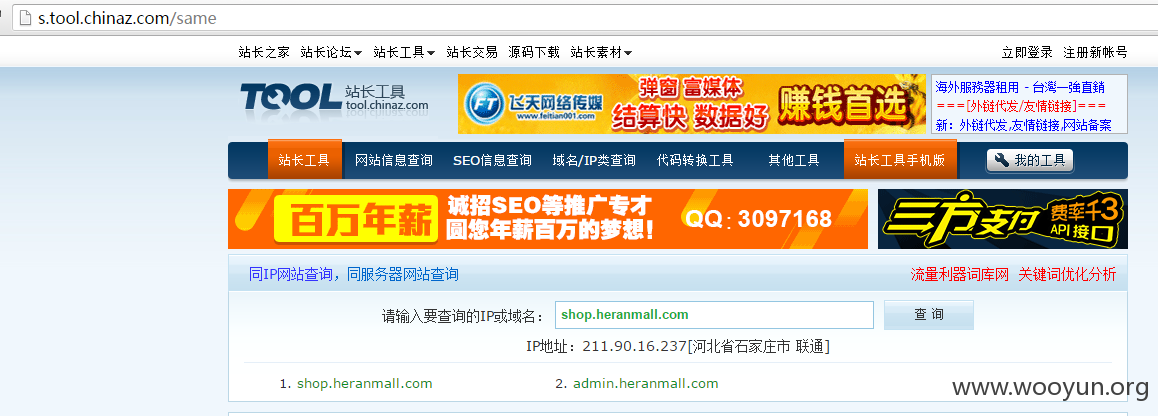 s.tool.chinaz.com/same
站长之家 站长论坛 站长工具 站长交易 源码下载 站长素材 立即登录 注册新帐号
TOOL 站长工具 tool.chinaz.com
飞天网络传媒 www.feitian001.com 弹窗 富媒体 结算快 数据好 赚钱首选
海外服務器租用 - 台灣一強直銷
===[外链代发/友情链接]===
新：外链代发,友情链接,网站备案
站长工具 网站信息查询 SEO信息查询 域名/IP类查询 代码转换工具 其他工具 站长工具手机版 我的工具
百万年薪 诚招SEO等推广专才 圆您年薪百万的梦想! QQ：3097168
三方支付 费率千3 API接口
同IP网站查询，同服务器网站查询 流量利器词库网 关键词优化分析
请输入要查询的IP或域名： shop.heranmall.com 查 询
IP地址：211.90.16.237[河北省石家庄市 联通]
1. shop.heranmall.com 2. admin.heranmall.com
www.wooyun.org